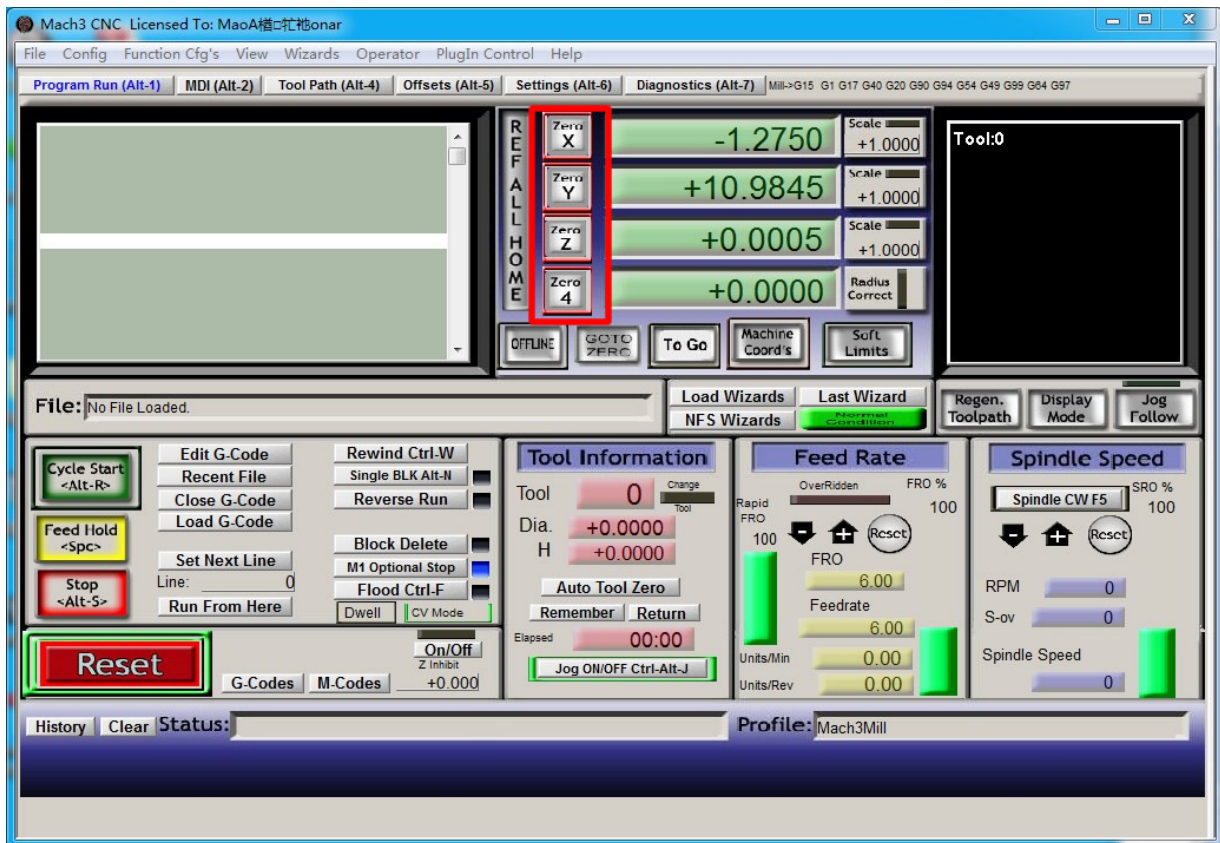 Mach3 CNC Licensed To: MaoA楢□牤衪onar
File Config Function Cfg's View Wizards Operator PlugIn Control Help
Program Run (Alt-1) MDI (Alt-2) Tool Path (Alt-4) Offsets (Alt-5) Settings (Alt-6) Diagnostics (Alt-7) Mill->G15 G1 G17 G40 G20 G90 G94 G54 G49 G99 G64 G97
REF ALL HOME
Zero X -1.2750 Scale +1.0000
Zero Y +10.9845 Scale +1.0000
Zero Z +0.0005 Scale +1.0000
Zero 4 +0.0000 Radius Correct
Tool:0
OFFLINE GOTO ZERO To Go Machine Coord's Soft Limits
File: No File Loaded.
Load Wizards Last Wizard
NFS Wizards Normal Condition
Regen. Toolpath Display Mode Jog Follow
Cycle Start <Alt-R>
Feed Hold <Spc>
Stop <Alt-S>
Edit G-Code
Recent File
Close G-Code
Load G-Code
Set Next Line
Line: 0
Run From Here
Rewind Ctrl-W
Single BLK Alt-N
Reverse Run
Block Delete
M1 Optional Stop
Flood Ctrl-F
Dwell CV Mode
Reset
G-Codes M-Codes
On/Off
Z Inhibit
+0.000
Tool Information
Tool 0 Change Tool
Dia. +0.0000
H +0.0000
Auto Tool Zero
Remember Return
Elapsed 00:00
Jog ON/OFF Ctrl-Alt-J
Feed Rate
OverRidden FRO %
100
Rapid FRO
100
Reset
FRO
6.00
Feedrate
6.00
Units/Min 0.00
Units/Rev 0.00
Spindle Speed
Spindle CW F5 SRO %
100
Reset
RPM 0
S-ov 0
Spindle Speed
0
History Clear Status:
Profile: Mach3Mill